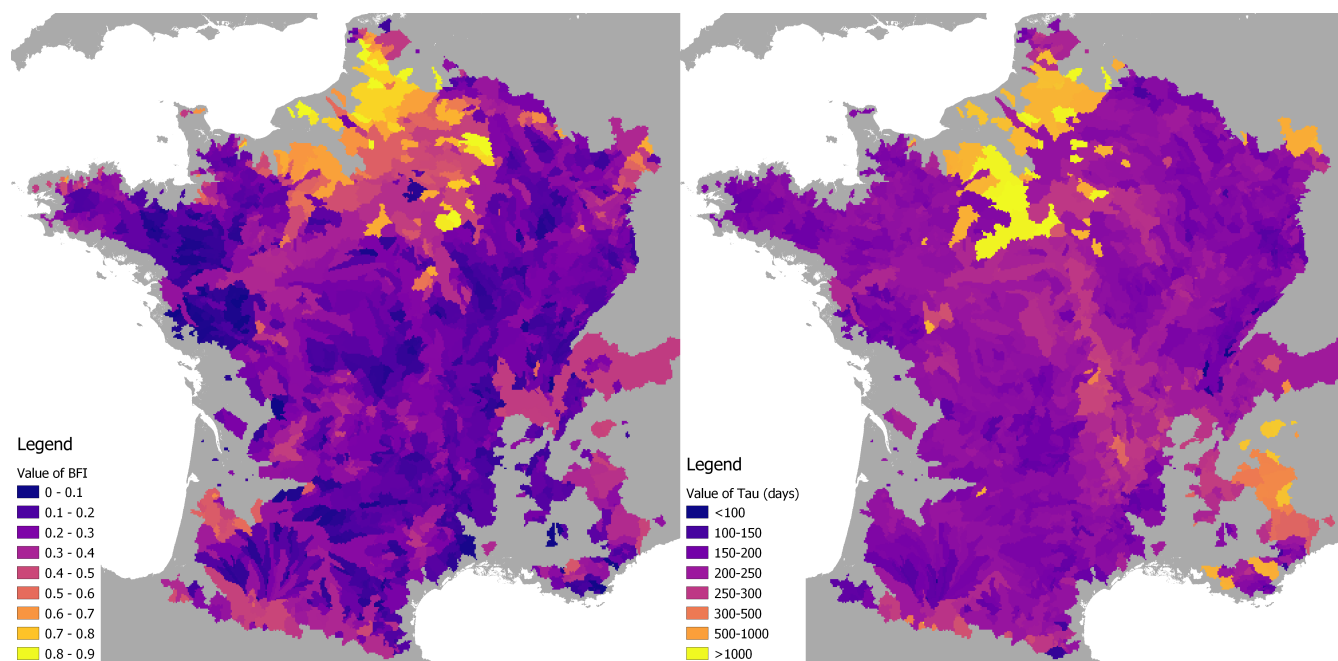 Legend
Value of BFI
0 - 0.1
0.1 - 0.2
0.2 - 0.3
0.3 - 0.4
0.4 - 0.5
0.5 - 0.6
0.6 - 0.7
0.7 - 0.8
0.8 - 0.9
Legend
Value of Tau (days)
<100
100-150
150-200
200-250
250-300
300-500
500-1000
>1000